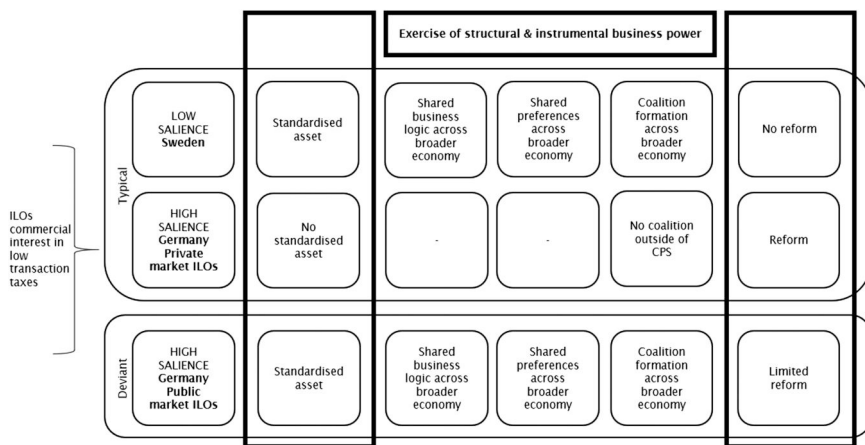 Exercise of structural & instrumental business power
ILOs
commercial
interest in
low
transaction
taxes
Typical
LOW
SALIENCE
Sweden
Standardised
asset
Shared
business
logic across
broader
economy
Shared
preferences
across
broader
economy
Coalition
formation
across
broader
economy
No reform
HIGH
SALIENCE
Germany
Private
market ILOs
No
standardised
asset
-
-
No coalition
outside of
CPS
Reform
Deviant
HIGH
SALIENCE
Germany
Public
market ILOs
Standardised
asset
Shared
business
logic across
broader
economy
Shared
preferences
across
broader
economy
Coalition
formation
across
broader
economy
Limited
reform